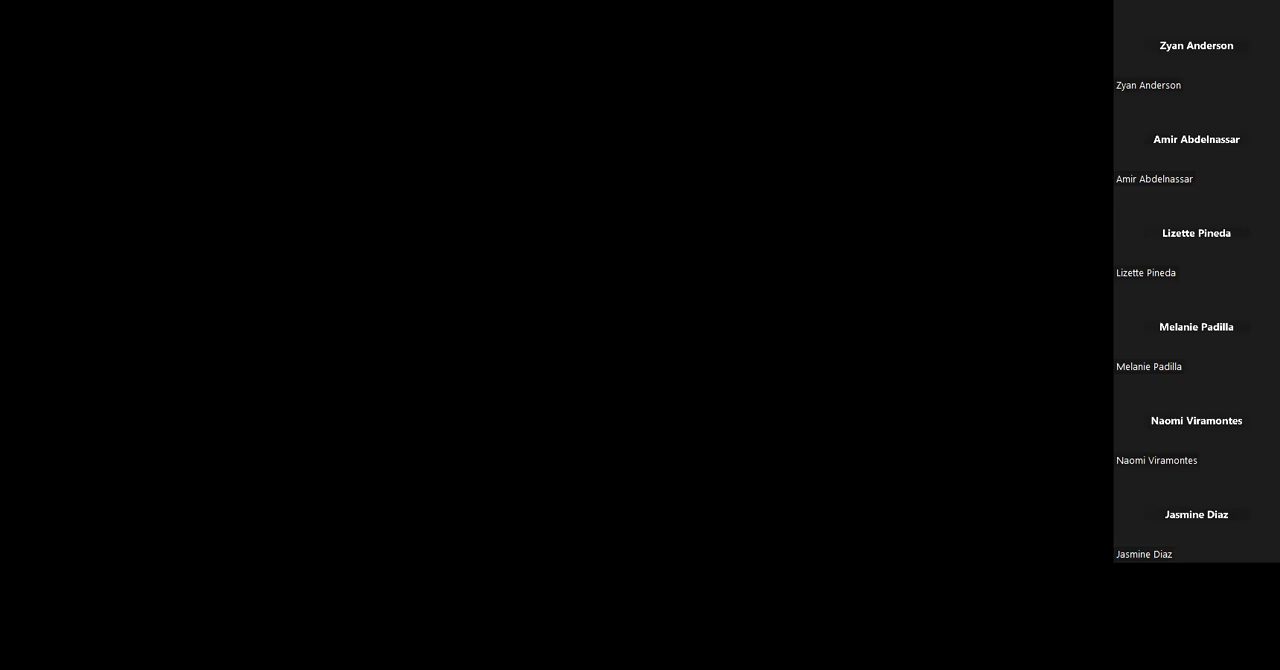 Zyan Anderson
Zyan Anderson
Amir Abdelnassar
Amir Abdelnassar
Lizette Pineda
Lizette Pineda
Melanie Padilla
Melanie Padilla
Naomi Viramontes
Naomi Viramontes
Jasmine Diaz
Jasmine Diaz